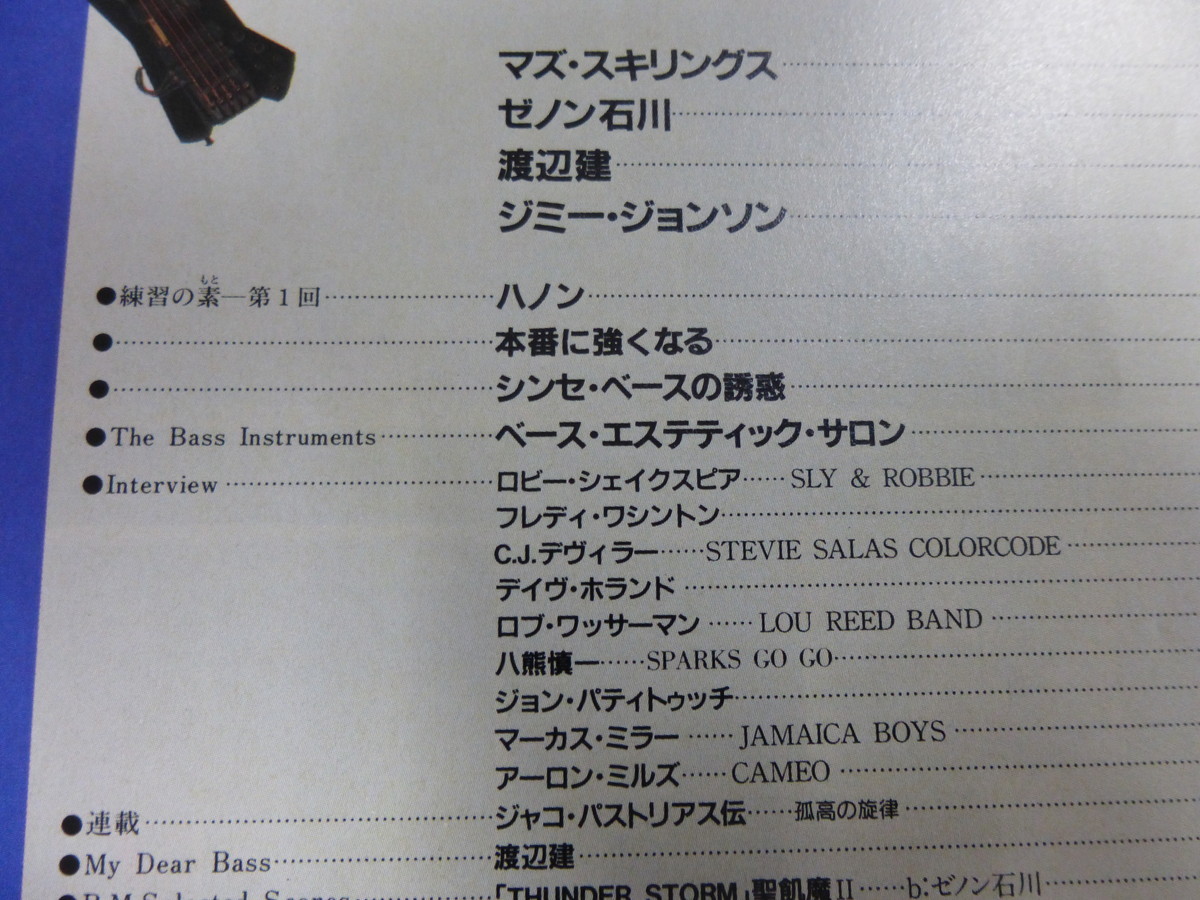 マズ・スキリングス
ゼノン石川
渡辺建
ジミー・ジョンソン
●練習の素(もと)―第1回……ハノン
●……本番に強くなる
●……シンセ・ベースの誘惑
●The Bass Instruments……ベース・エステティック・サロン
●Interview……ロビー・シェイクスピア……SLY & ROBBIE
フレディ・ワシントン
C.J.デヴィラー……STEVIE SALAS COLORCODE
デイヴ・ホランド
ロブ・ワッサーマン……LOU REED BAND
八熊慎一……SPARKS GO GO
ジョン・パティトゥッチ
マーカス・ミラー……JAMAICA BOYS
アーロン・ミルズ……CAMEO
●連載……ジャコ・パストリアス伝……孤高の旋律
●My Dear Bass……渡辺建
●B.M.Selected Scores……「THUNDER STORM」聖飢魔II……b:ゼノン石川